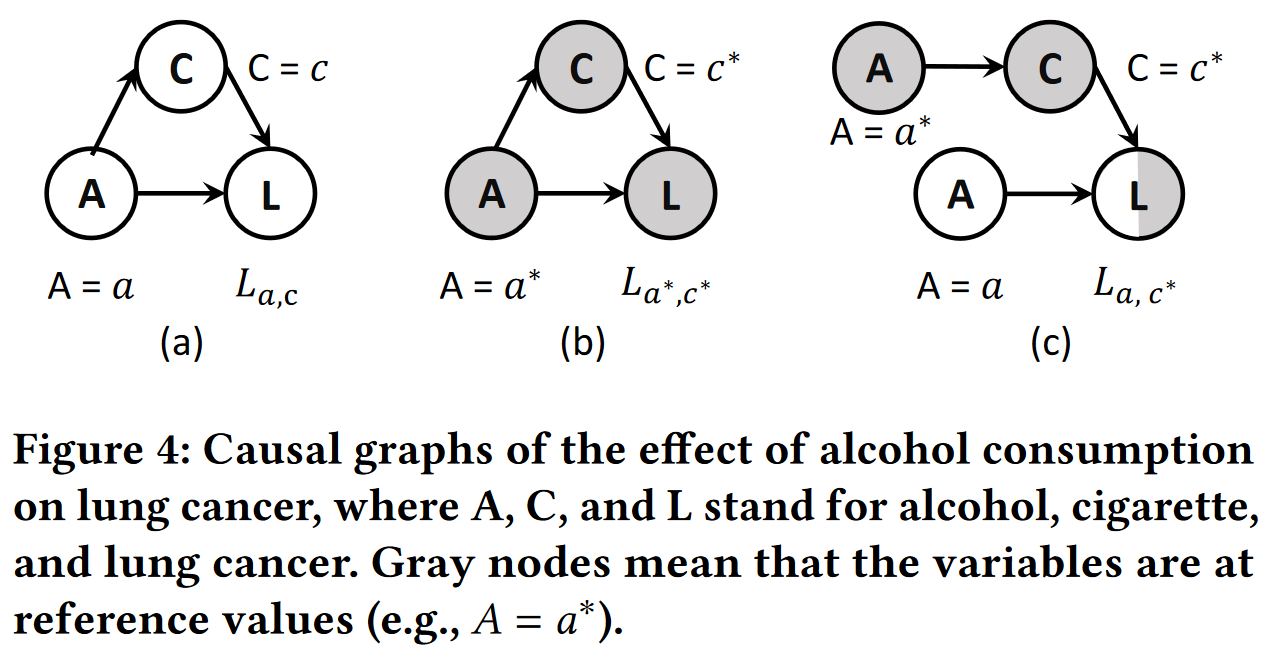 C C = c
A L
A = a L_{a,c}
(a)
C C = c*
A L
A = a* L_{a*,c*}
(b)
A C C = c*
A = a*
A L
A = a L_{a, c*}
(c)
Figure 4: Causal graphs of the effect of alcohol consumption
on lung cancer, where A, C, and L stand for alcohol, cigarette,
and lung cancer. Gray nodes mean that the variables are at
reference values (e.g., A = a*).